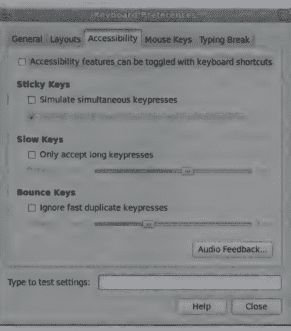 Keyboard Preferences
General Layouts Accessibility Mouse Keys Typing Break
Accessibility features can be toggled with keyboard shortcuts
Sticky Keys
Simulate simultaneous keypresses
Slow Keys
Only accept long keypresses
Bounce Keys
Ignore fast duplicate keypresses
Audio Feedback...
Type to test settings:
Help Close